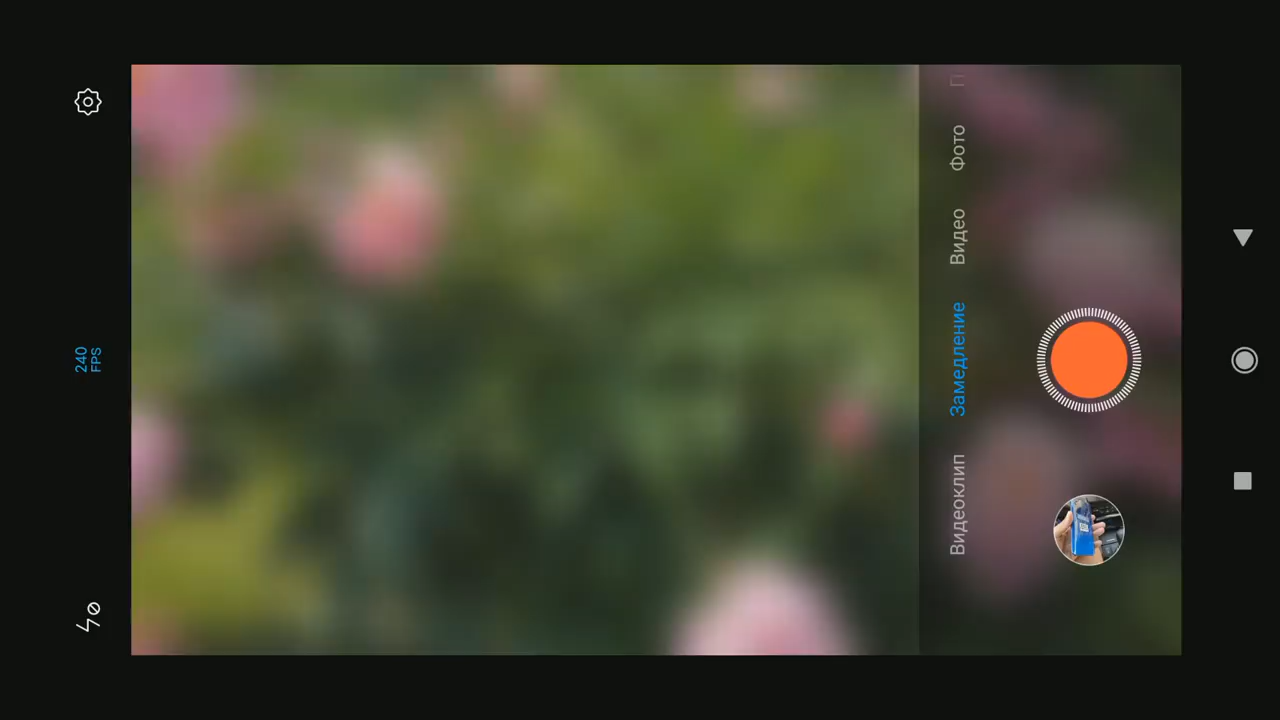 240
FPS
Видеоклип
Замедление
Видео
Фото
П